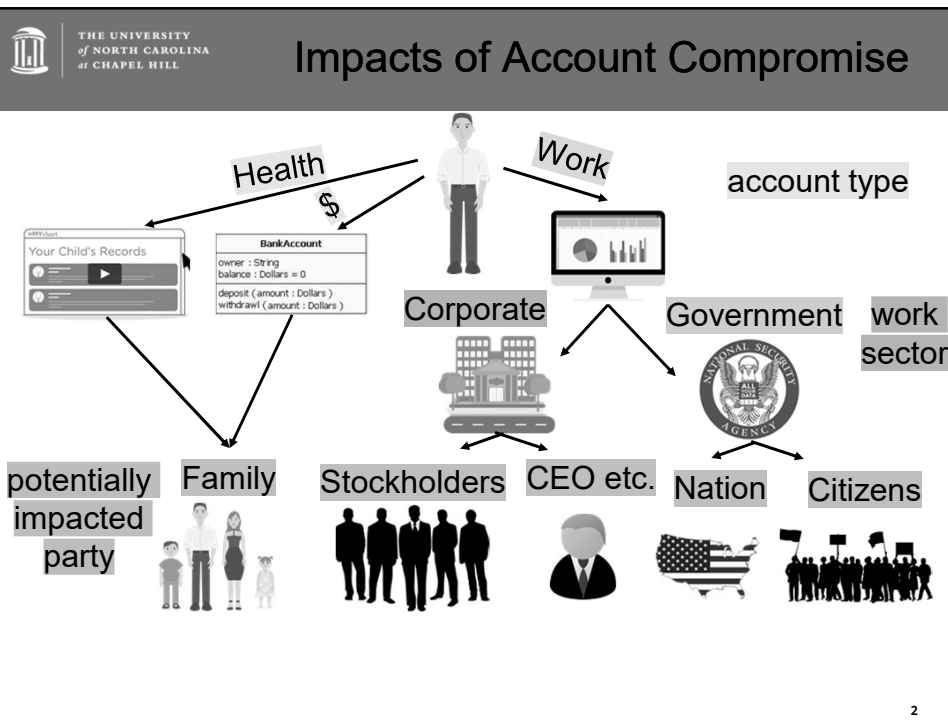 THE UNIVERSITY
of NORTH CAROLINA
at CHAPEL HILL
Impacts of Account Compromise
Health
$
Work
account type
MYchart
Your Child's Records
BankAccount
owner : String
balance : Dollars = 0
deposit ( amount : Dollars )
withdrawl ( amount : Dollars )
Corporate
Government
work
sector
NATIONAL SECURITY
ALL
YOUR
DATA
AGENCY
potentially
impacted
party
Family
Stockholders
CEO etc.
Nation
Citizens
2